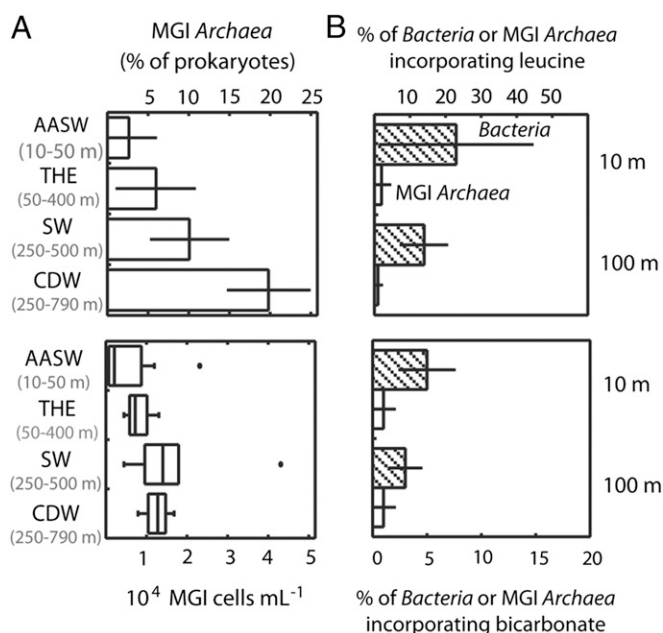 A
MGI Archaea
(% of prokaryotes)
5 10 15 20 25
AASW
(10-50 m)
THE
(50-400 m)
SW
(250-500 m)
CDW
(250-790 m)
AASW
(10-50 m)
THE
(50-400 m)
SW
(250-500 m)
CDW
(250-790 m)
1 2 3 4 5
10⁴ MGI cells mL⁻¹
B
% of Bacteria or MGI Archaea
incorporating leucine
10 20 30 40 50
Bacteria
10 m
MGI Archaea
100 m
10 m
100 m
0 5 10 15 20
% of Bacteria or MGI Archaea
incorporating bicarbonate